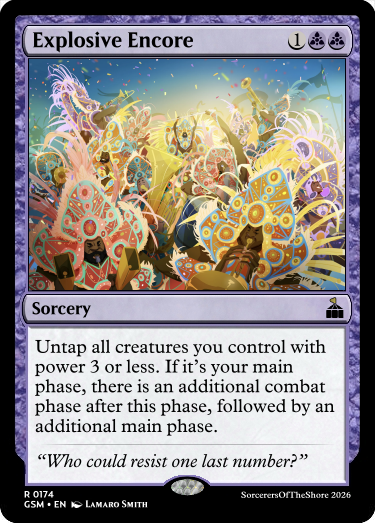 Explosive Encore 1
Sorcery
Untap all creatures you control with
power 3 or less. If it's your main
phase, there is an additional combat
phase after this phase, followed by an
additional main phase.
“Who could resist one last number?”
R 0174
GSM • EN Lamaro Smith
SorcerersOfTheShore 2026